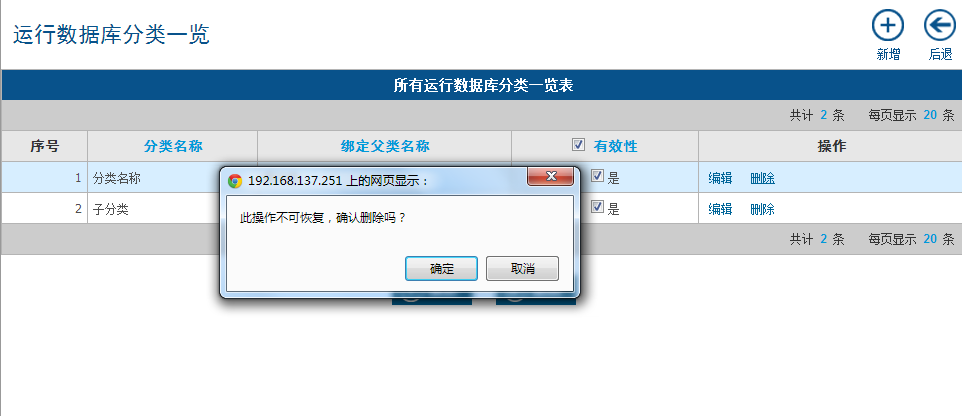 运行数据库分类一览
新增
后退
所有运行数据库分类一览表
共计 2 条 每页显示 20 条
序号 分类名称 绑定父类名称 有效性 操作
1 分类名称 是 编辑 删除
2 子分类 是 编辑 删除
192.168.137.251 上的网页显示：
此操作不可恢复，确认删除吗？
确定 取消
共计 2 条 每页显示 20 条